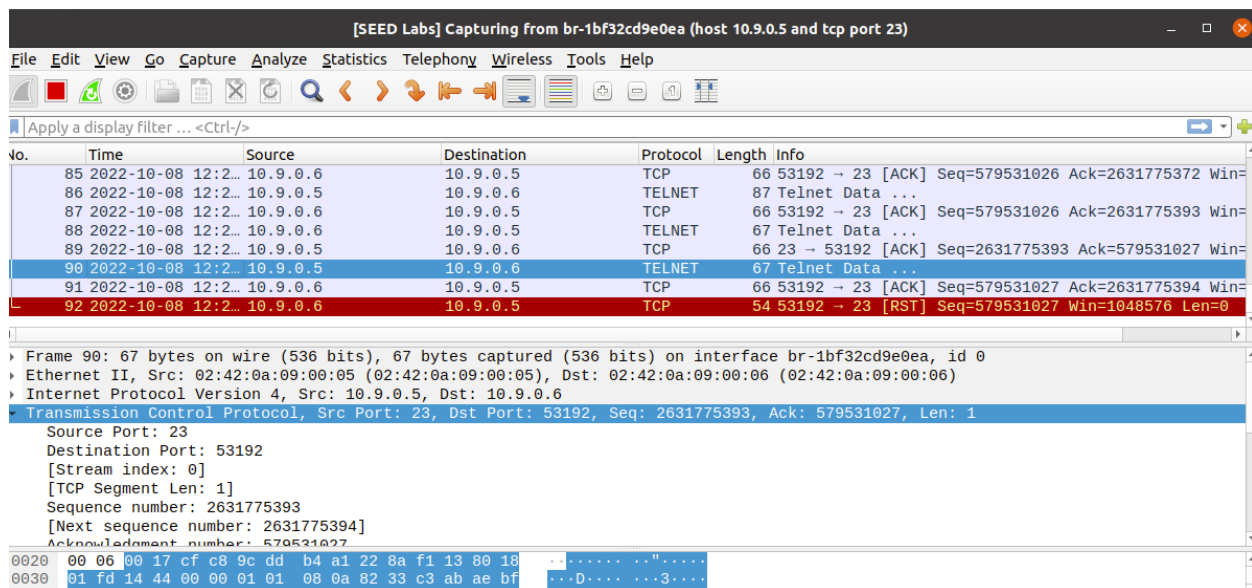 [SEED Labs] Capturing from br-1bf32cd9e0ea (host 10.9.0.5 and tcp port 23)
File Edit View Go Capture Analyze Statistics Telephony Wireless Tools Help
Apply a display filter … <Ctrl-/>
No. Time Source Destination Protocol Length Info
85 2022-10-08 12:2… 10.9.0.6 10.9.0.5 TCP 66 53192 → 23 [ACK] Seq=579531026 Ack=2631775372 Win=
86 2022-10-08 12:2… 10.9.0.5 10.9.0.6 TELNET 87 Telnet Data ...
87 2022-10-08 12:2… 10.9.0.6 10.9.0.5 TCP 66 53192 → 23 [ACK] Seq=579531026 Ack=2631775393 Win=
88 2022-10-08 12:2… 10.9.0.6 10.9.0.5 TELNET 67 Telnet Data ...
89 2022-10-08 12:2… 10.9.0.5 10.9.0.6 TCP 66 23 → 53192 [ACK] Seq=2631775393 Ack=579531027 Win=
90 2022-10-08 12:2… 10.9.0.5 10.9.0.6 TELNET 67 Telnet Data ...
91 2022-10-08 12:2… 10.9.0.6 10.9.0.5 TCP 66 53192 → 23 [ACK] Seq=579531027 Ack=2631775394 Win=
92 2022-10-08 12:2… 10.9.0.6 10.9.0.5 TCP 54 53192 → 23 [RST] Seq=579531027 Win=1048576 Len=0
Frame 90: 67 bytes on wire (536 bits), 67 bytes captured (536 bits) on interface br-1bf32cd9e0ea, id 0
Ethernet II, Src: 02:42:0a:09:00:05 (02:42:0a:09:00:05), Dst: 02:42:0a:09:00:06 (02:42:0a:09:00:06)
Internet Protocol Version 4, Src: 10.9.0.5, Dst: 10.9.0.6
Transmission Control Protocol, Src Port: 23, Dst Port: 53192, Seq: 2631775393, Ack: 579531027, Len: 1
Source Port: 23
Destination Port: 53192
[Stream index: 0]
[TCP Segment Len: 1]
Sequence number: 2631775393
[Next sequence number: 2631775394]
Acknowledgment number: 579531027
0020 00 06 00 17 cf c8 9c dd b4 a1 22 8a f1 13 80 18 ·········· "·····
0030 01 fd 14 44 00 00 01 01 08 0a 82 33 c3 ab ae bf ···D···· ···3····